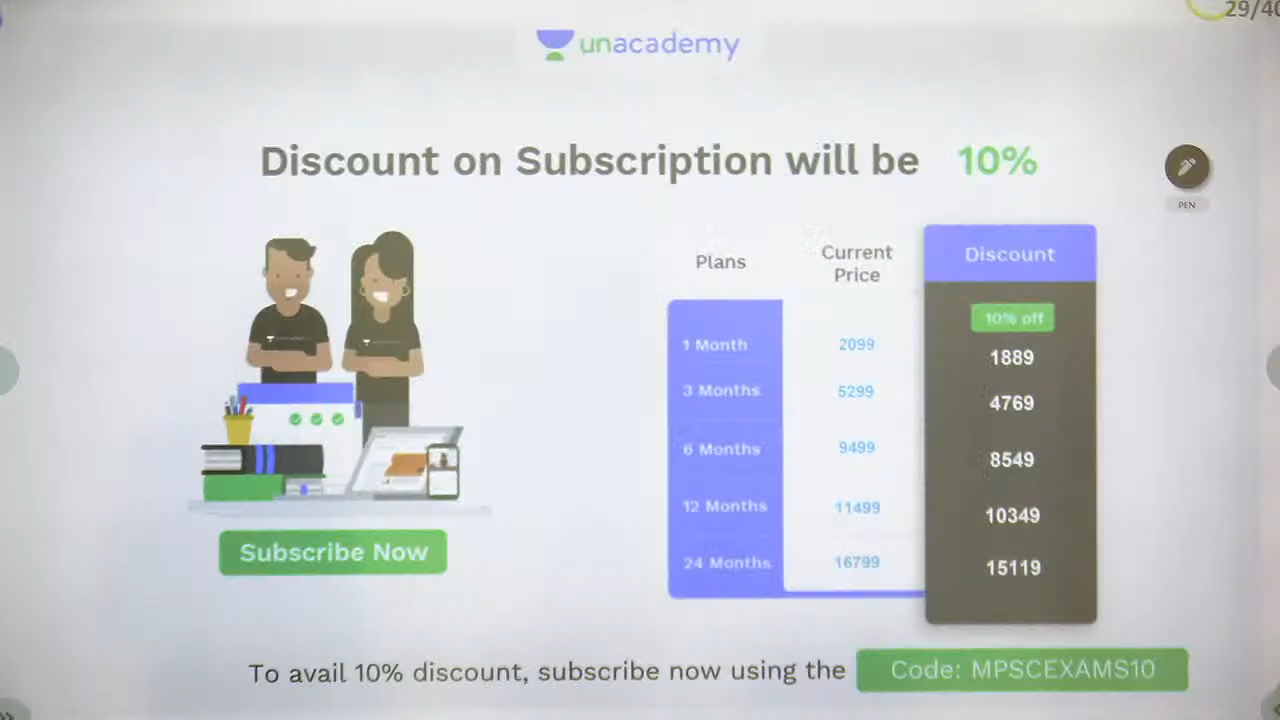 29/40
unacademy
Discount on Subscription will be 10%
PEN
Plans
Current
Price
Discount
10% off
1 Month 2099 1889
3 Months 5299 4769
6 Months 9499 8549
12 Months 11499 10349
24 Months 16799 15119
Subscribe Now
To avail 10% discount, subscribe now using the Code: MPSCEXAMS10